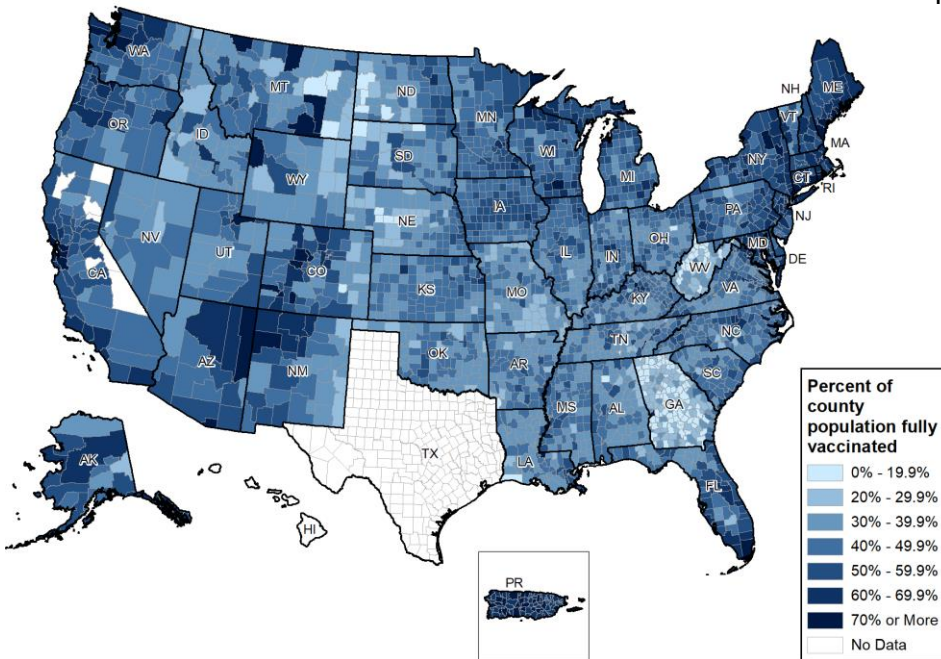 WA
MT
ND
MN
OR
ID
SD
WI
WY
MI
NH
VT
ME
NY
MA
CT
RI
NE
IA
PA
NJ
NV
UT
CO
IL
IN
OH
MD
DE
CA
KS
MO
WV
VA
KY
AZ
NM
OK
TN
NC
AR
SC
MS
AL
GA
TX
LA
FL
AK
HI
PR
Percent of
county
population fully
vaccinated
0% - 19.9%
20% - 29.9%
30% - 39.9%
40% - 49.9%
50% - 59.9%
60% - 69.9%
70% or More
No Data